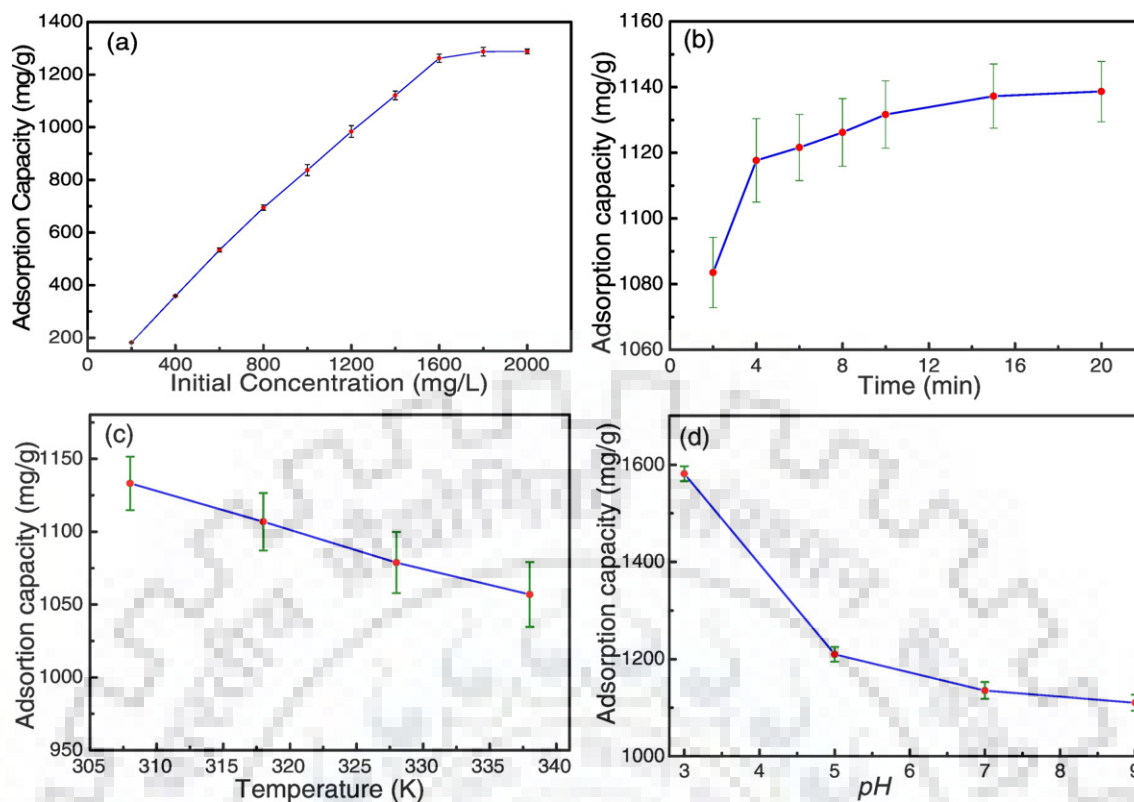 (a)
Adsorption Capacity (mg/g)
1400
1200
1000
800
600
400
200
0 400 800 1200 1600 2000
Initial Concentration (mg/L)
(b)
Adsorption capacity (mg/g)
1160
1140
1120
1100
1080
1060
0 4 8 12 16 20
Time (min)
(c)
Adsortion capacity (mg/g)
1150
1100
1050
1000
950
305 310 315 320 325 330 335 340
Temperature (K)
(d)
Adsorption capacity (mg/g)
1600
1400
1200
1000
3 4 5 6 7 8 9
pH